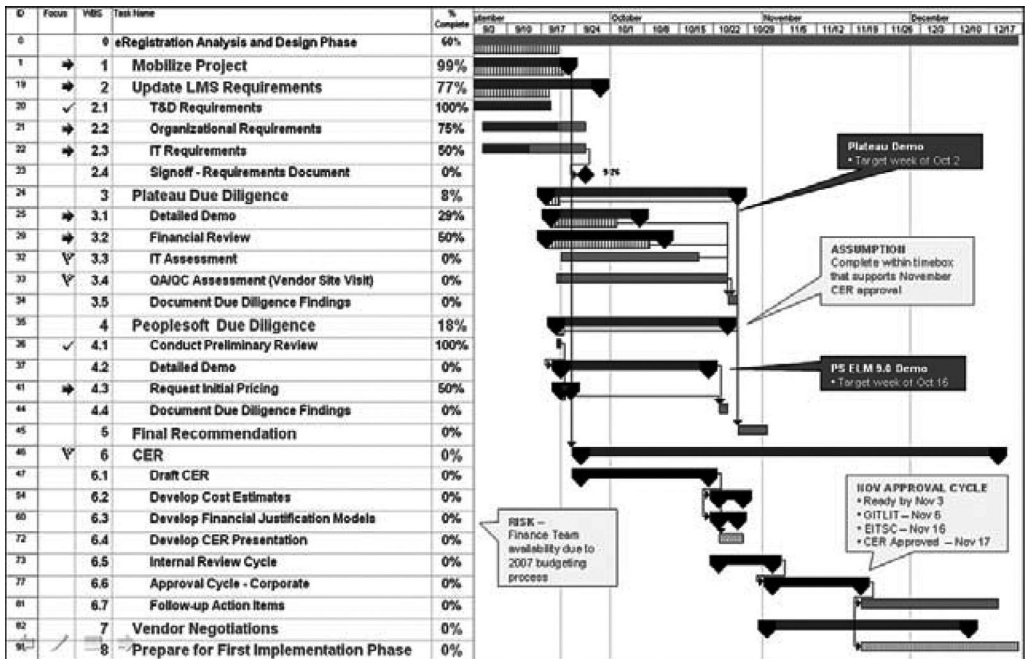 ID Focus WBS Task Name % Complete
September October November December
9/3 9/10 9/17 9/24 10/1 10/8 10/15 10/22 10/29 11/5 11/12 11/19 11/26 12/3 12/10 12/17
0 0 eRegistration Analysis and Design Phase 60%
1 1 Mobilize Project 99%
19 2 Update LMS Requirements 77%
20 2.1 T&D Requirements 100%
21 2.2 Organizational Requirements 75%
22 2.3 IT Requirements 50%
23 2.4 Signoff - Requirements Document 0% 9/26
24 3 Plateau Due Diligence 8%
25 3.1 Detailed Demo 29%
29 3.2 Financial Review 50%
32 3.3 IT Assessment 0%
33 3.4 QA/QC Assessment (Vendor Site Visit) 0%
34 3.5 Document Due Diligence Findings 0%
35 4 Peoplesoft Due Diligence 18%
36 4.1 Conduct Preliminary Review 100%
37 4.2 Detailed Demo 0%
41 4.3 Request Initial Pricing 50%
44 4.4 Document Due Diligence Findings 0%
45 5 Final Recommendation 0%
46 6 CER 0%
47 6.1 Draft CER 0%
54 6.2 Develop Cost Estimates 0%
60 6.3 Develop Financial Justification Models 0%
72 6.4 Develop CER Presentation 0%
73 6.5 Internal Review Cycle 0%
77 6.6 Approval Cycle - Corporate 0%
81 6.7 Follow-up Action Items 0%
82 7 Vendor Negotiations 0%
91 8 Prepare for First Implementation Phase 0%
Plateau Demo
• Target week of Oct 2
ASSUMPTION
Complete within timebox
that supports November
CER approval
PS ELM 9.0 Demo
• Target week of Oct 16
NOV APPROVAL CYCLE
• Ready by Nov 3
• GITLIT – Nov 6
• EITSC – Nov 16
• CER Approved – Nov 17
RISK –
Finance Team
availability due to
2007 budgeting
process